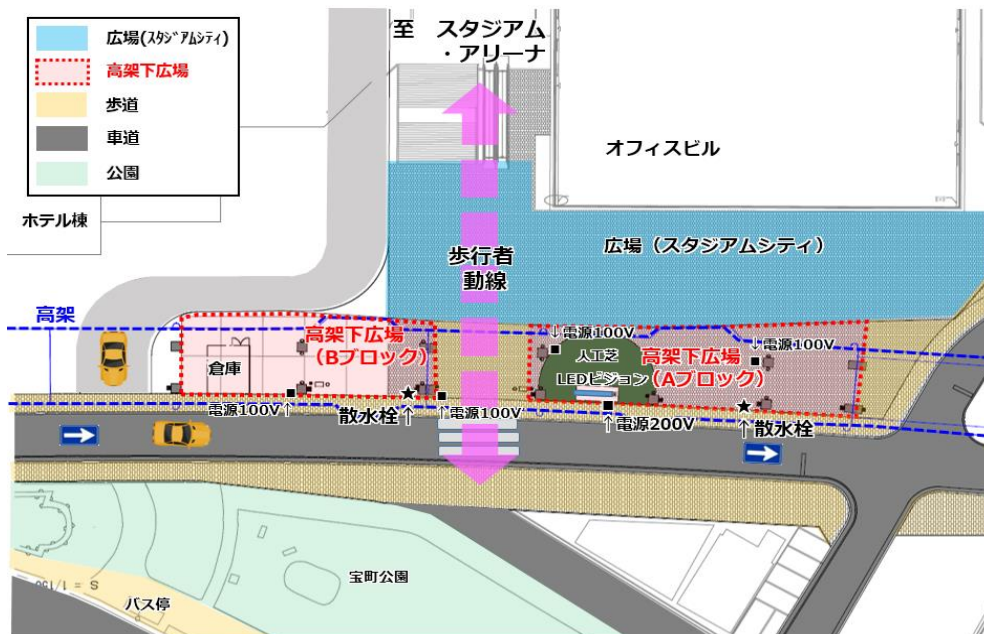 広場(スタジアムシティ)
高架下広場
歩道
車道
公園
至 スタジアム
・アリーナ
オフィスビル
ホテル棟
歩行者
動線
広場（スタジアムシティ）
高架
高架下広場
（Bブロック）
倉庫
電源100V↑
散水栓↑
↑電源100V
↓電源100V
人工芝
LEDビジョン
高架下広場
（Aブロック）
↓電源100V
↑電源200V
↑散水栓
宝町公園
S = 1/150
バス停